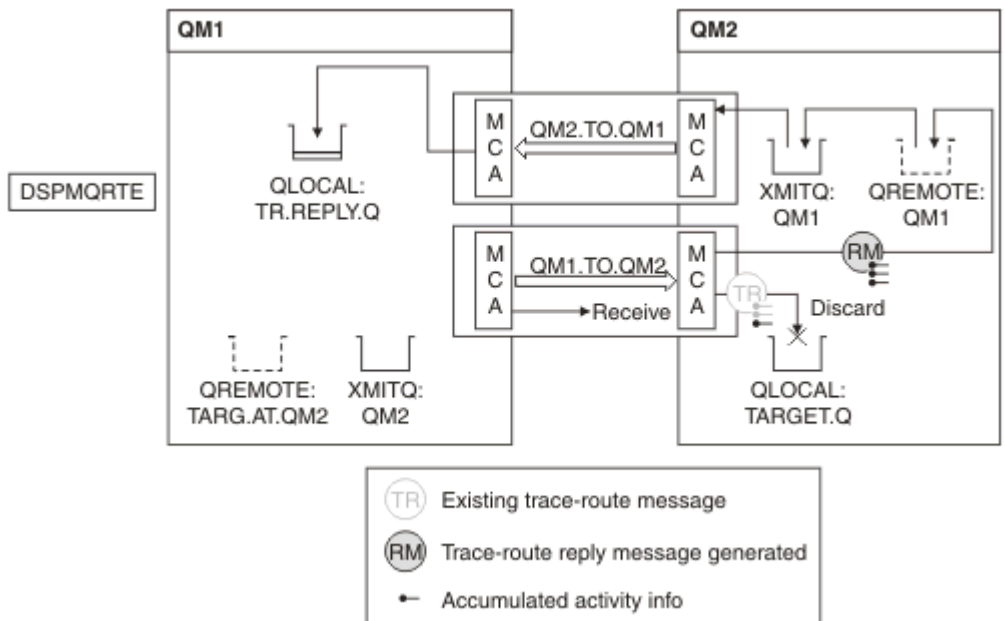 QM1
QM2
DSPMQRTE
M
C
A
QM2.TO.QM1
M
C
A
QLOCAL:
TR.REPLY.Q
XMITQ:
QM1
QREMOTE:
QM1
M
C
A
QM1.TO.QM2
Receive
M
C
A
RM
TR
Discard
QREMOTE:
TARG.AT.QM2
XMITQ:
QM2
QLOCAL:
TARGET.Q
TR Existing trace-route message
RM Trace-route reply message generated
Accumulated activity info